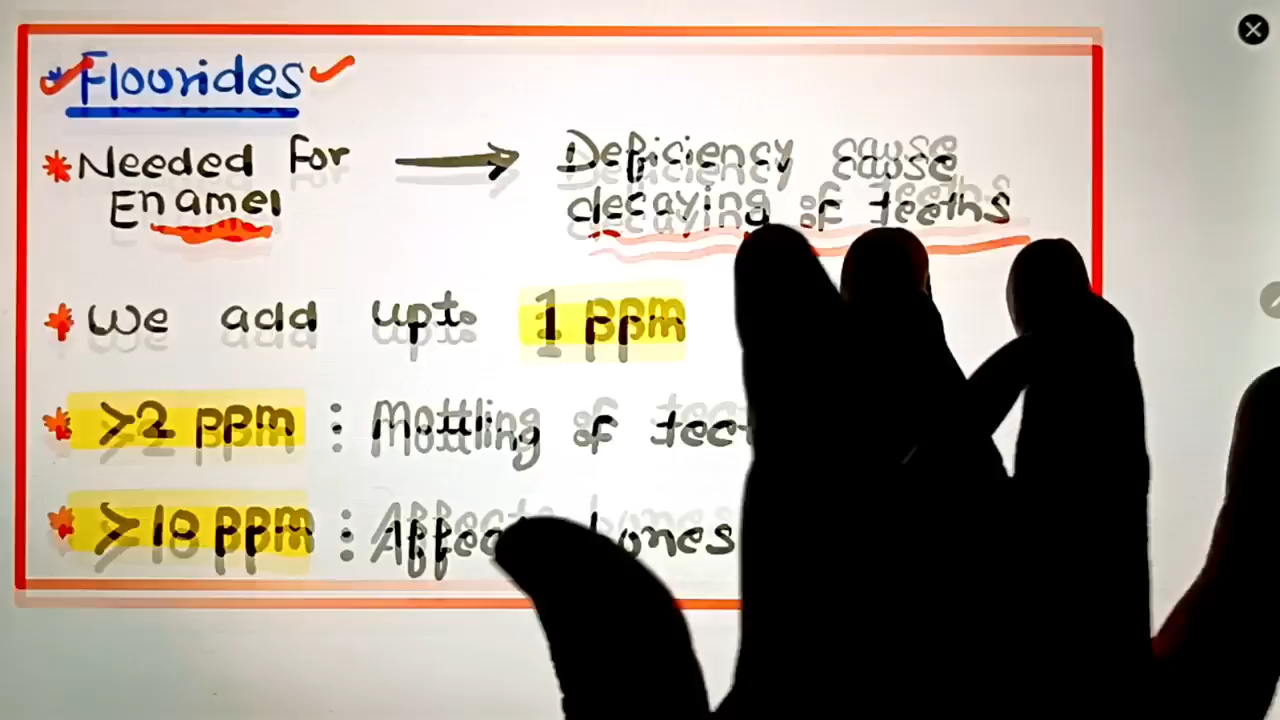 * Flourides
* Needed for → Deficiency cause
Enamel decaying of teeths
* We add upto 1 ppm
* >2 ppm : Mottling of
* >10 ppm : bones